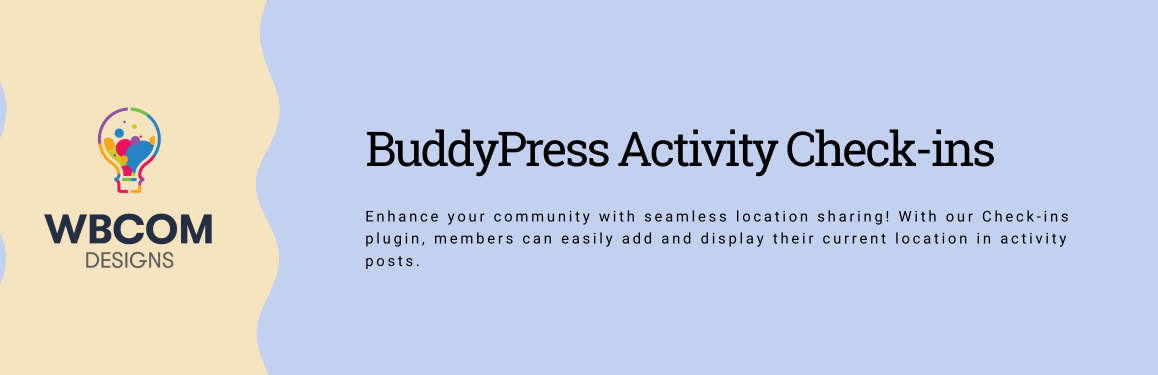 WBCOM
DESIGNS
BuddyPress Activity Check-ins
Enhance your community with seamless location sharing! With our Check-ins
plugin, members can easily add and display their current location in activity
posts.